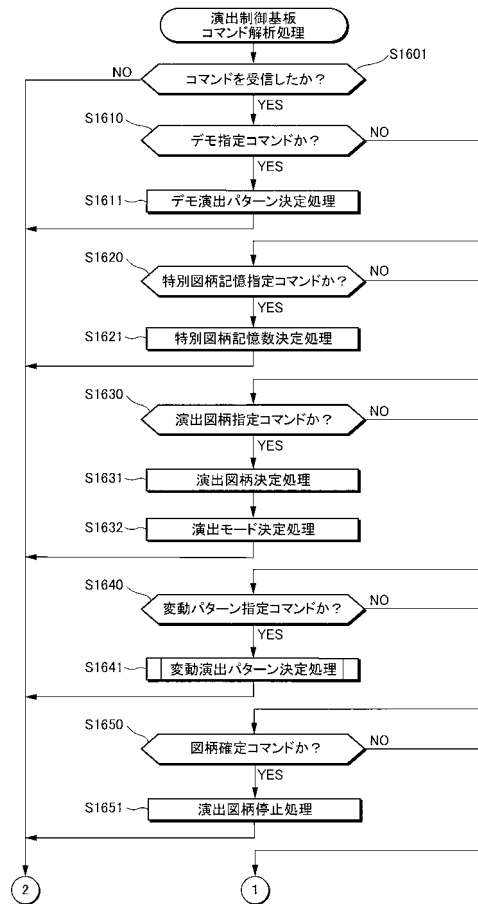 演出制御基板
コマンド解析処理
S1601
コマンドを受信したか？
NO
YES
S1610
デモ指定コマンドか？
NO
YES
S1611
デモ演出パターン決定処理
S1620
特別図柄記憶指定コマンドか？
NO
YES
S1621
特別図柄記憶数決定処理
S1630
演出図柄指定コマンドか？
NO
YES
S1631
演出図柄決定処理
S1632
演出モード決定処理
S1640
変動パターン指定コマンドか？
NO
YES
S1641
変動演出パターン決定処理
S1650
図柄確定コマンドか？
NO
YES
S1651
演出図柄停止処理
2
1